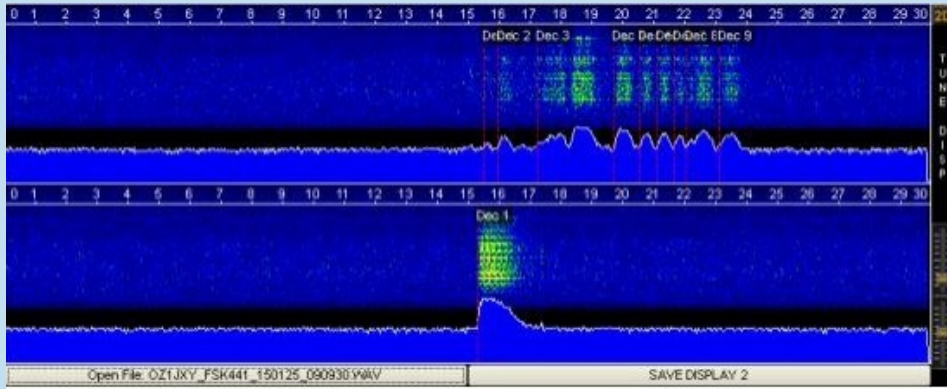 0 1 2 3 4 5 6 7 8 9 10 11 12 13 14 15 16 17 18 19 20 21 22 23 24 25 26 27 28 29 30
Dec 2 Dec 3 Dec 9
TUNE DISP
0 1 2 3 4 5 6 7 8 9 10 11 12 13 14 15 16 17 18 19 20 21 22 23 24 25 26 27 28 29 30
Dec 1
Open File: OZ1JXY_FSK441_150125_090930.WAV
SAVE DISPLAY 2